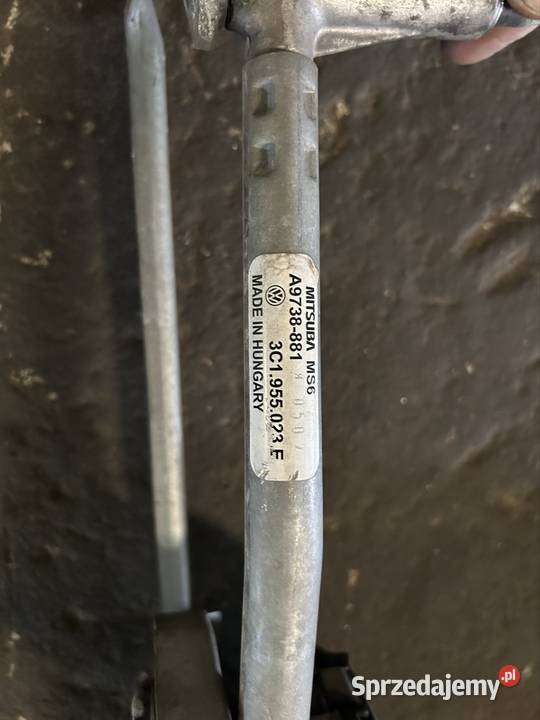 MITSUBA MS6
A9738-881
3C1.955.023.F
MADE IN HUNGARY
Sprzedajemy.pl